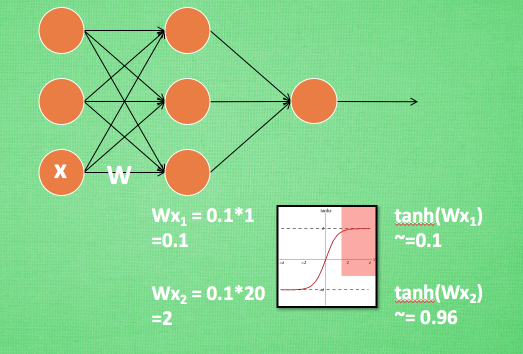 x
W
Wx₁ = 0.1*1
=0.1
tanh(Wx₁)
~=0.1
Wx₂ = 0.1*20
=2
tanh(Wx₂)
~= 0.96